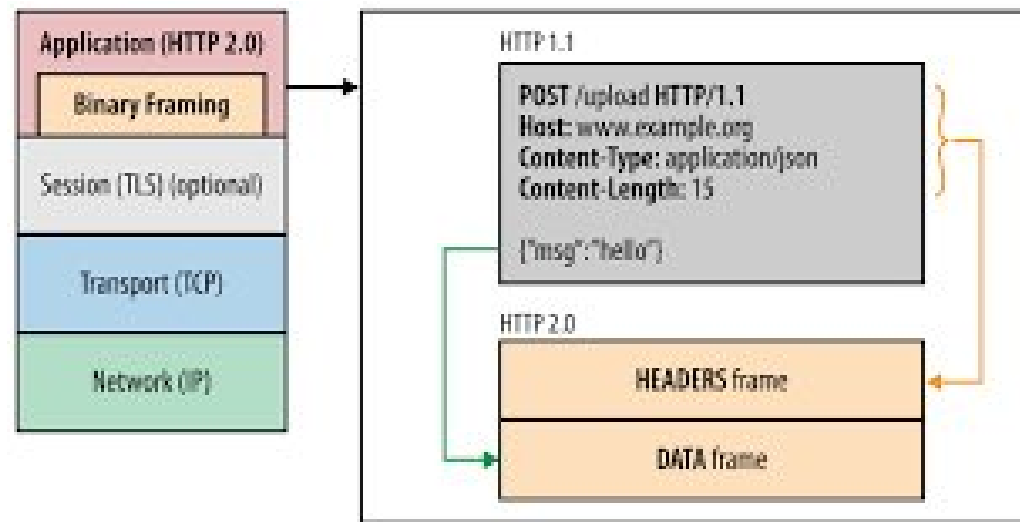 Application (HTTP 2.0)
Binary Framing
Session (TLS) (optional)
Transport (TCP)
Network (IP)
HTTP 1.1
POST /upload HTTP/1.1
Host: www.example.org
Content-Type: application/json
Content-Length: 15
{"msg":"hello"}
HTTP 2.0
HEADERS frame
DATA frame